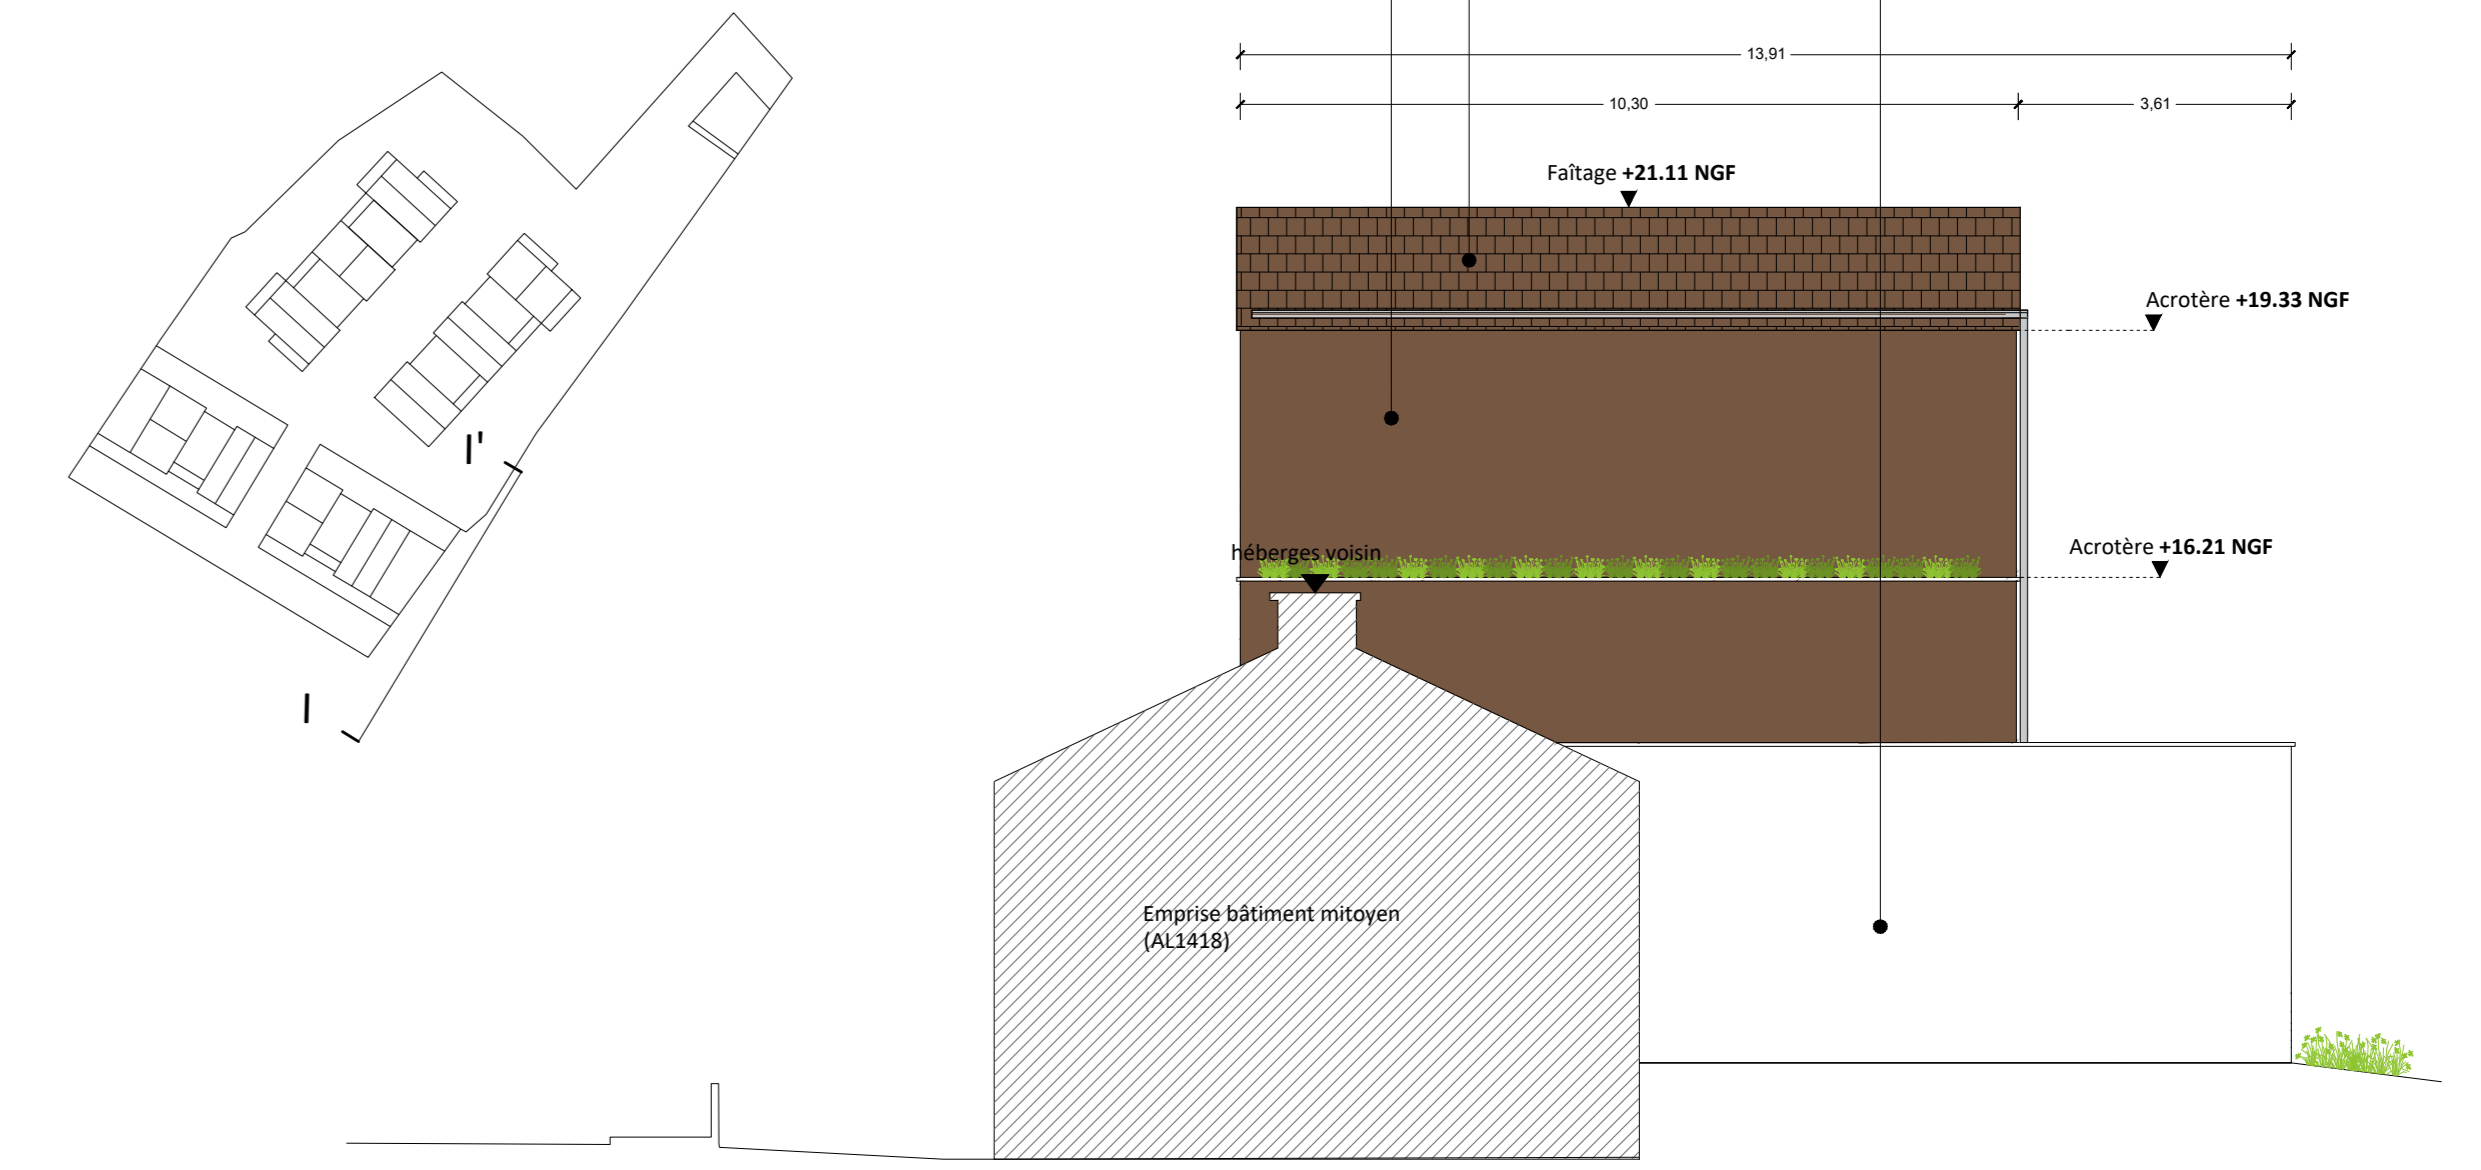 13,91
10,30
3,61
Faîtage +21.11 NGF
Acrotère +19.33 NGF
I'
Acrotère +16.21 NGF
héberges voisin
I
Emprise bâtiment mitoyen
(AL1418)